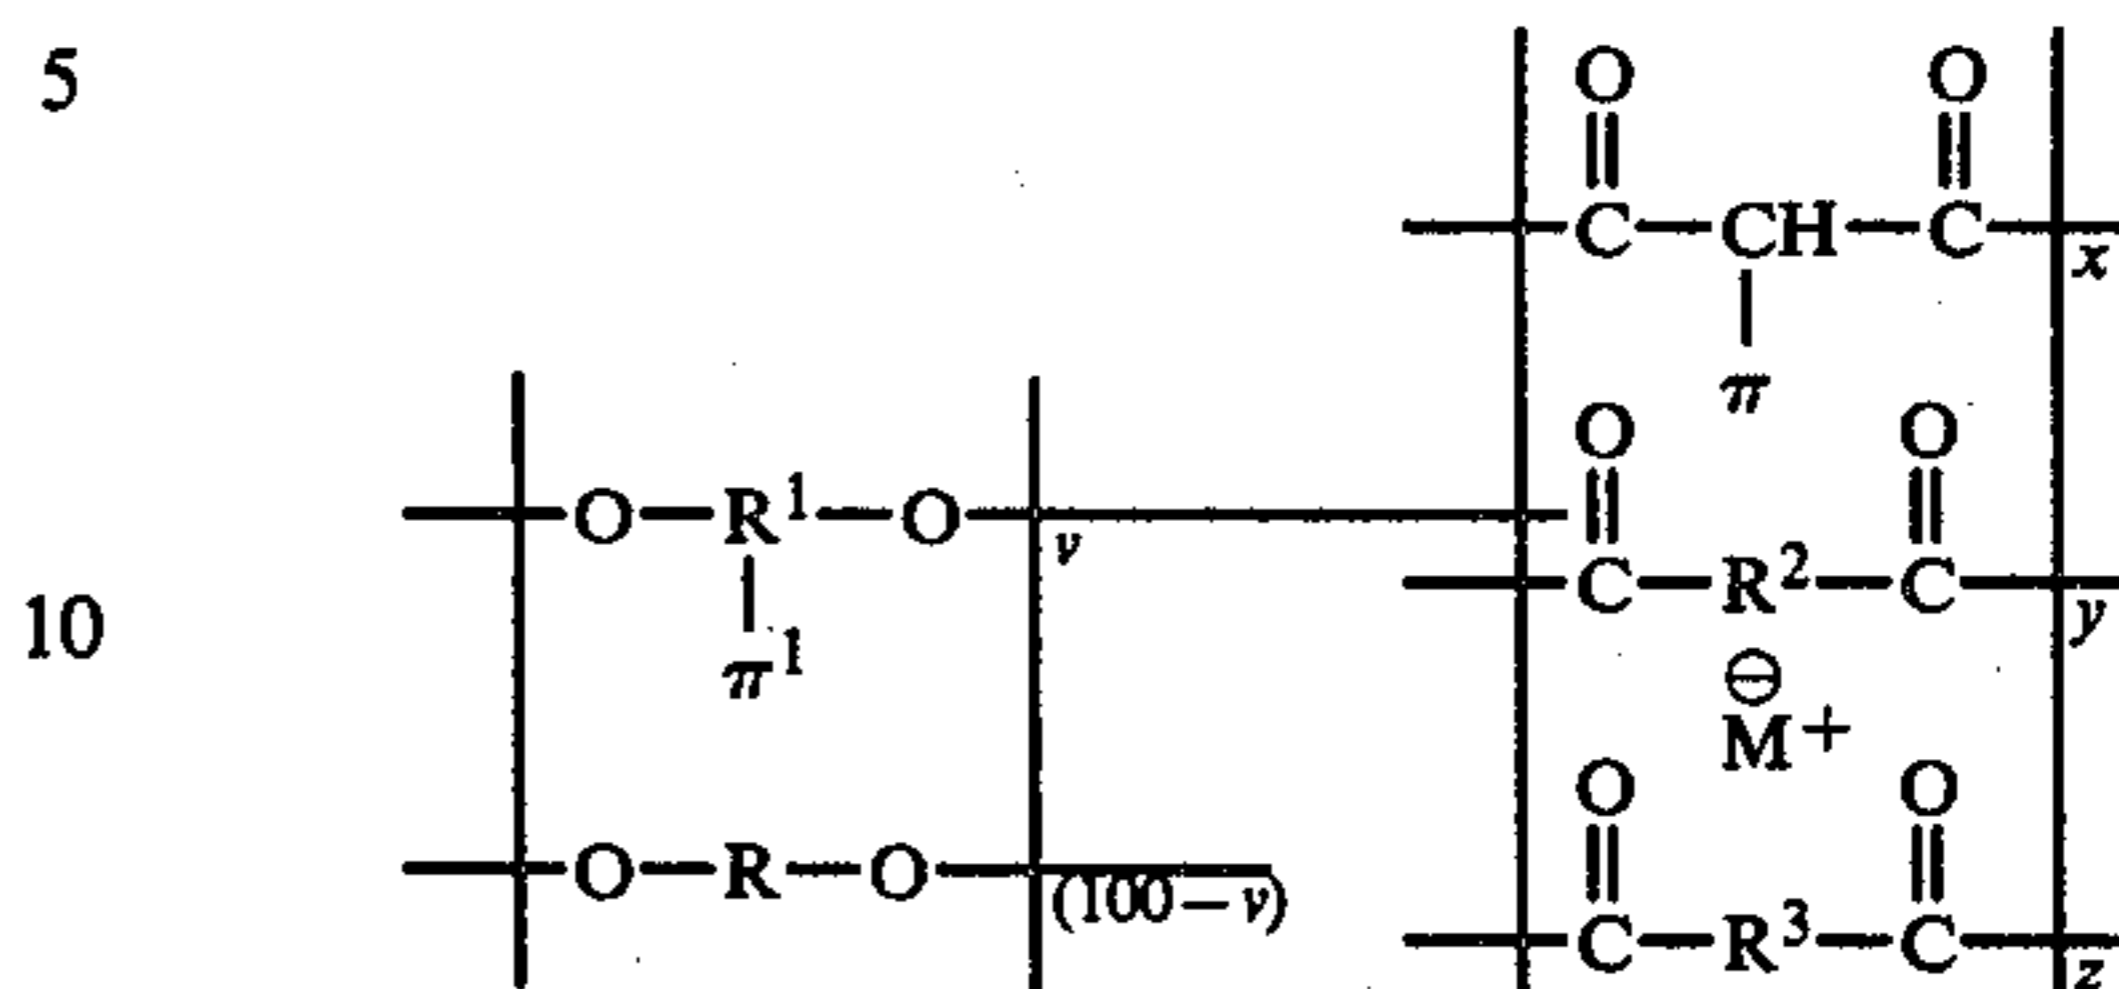 5
O O
C—CH—C x
π
O O
O—R¹—O v
C—R²—C y
10
π¹
⊖
M+
O O
O—R—O (100−v)
C—R³—C z